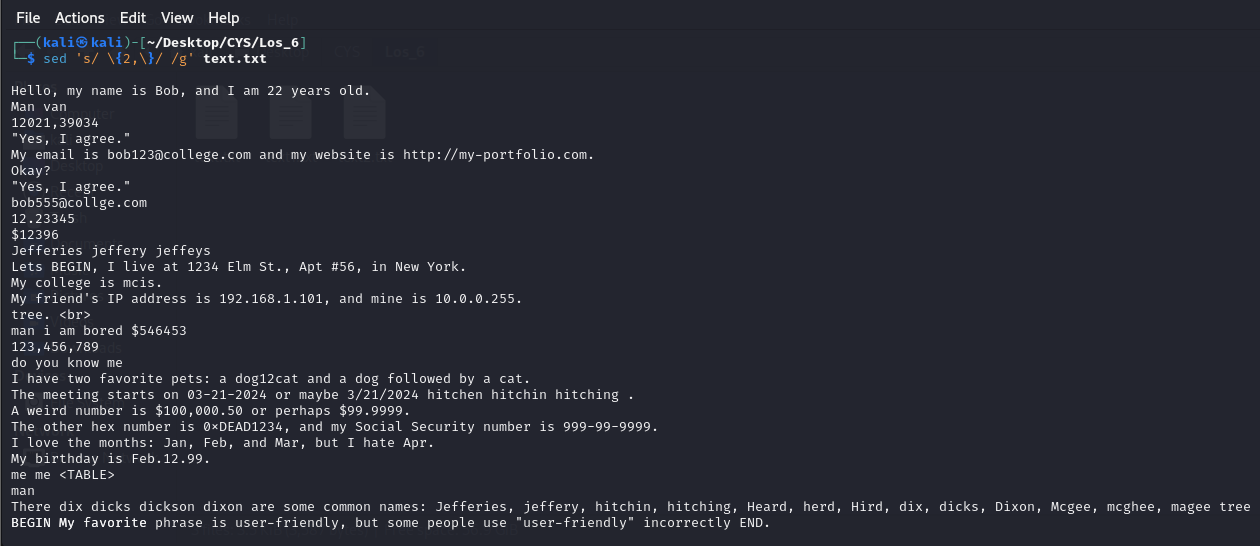 File Actions Edit View Help
┌──(kali㉿kali)-[~/Desktop/CYS/Los_6]
└─$ sed 's/ \{2,\}/ /g' text.txt
Hello, my name is Bob, and I am 22 years old.
Man van
12021,39034
"Yes, I agree."
My email is bob123@college.com and my website is http://my-portfolio.com.
Okay?
"Yes, I agree."
bob555@collge.com
12.23345
$12396
Jefferies jeffery jeffeys
Lets BEGIN, I live at 1234 Elm St., Apt #56, in New York.
My college is mcis.
My friend's IP address is 192.168.1.101, and mine is 10.0.0.255.
tree. <br>
man i am bored $546453
123,456,789
do you know me
I have two favorite pets: a dog12cat and a dog followed by a cat.
The meeting starts on 03-21-2024 or maybe 3/21/2024 hitchen hitchin hitching .
A weird number is $100,000.50 or perhaps $99.9999.
The other hex number is 0×DEAD1234, and my Social Security number is 999-99-9999.
I love the months: Jan, Feb, and Mar, but I hate Apr.
My birthday is Feb.12.99.
me me <TABLE>
man
There dix dicks dickson dixon are some common names: Jefferies, jeffery, hitchin, hitching, Heard, herd, Hird, dix, dicks, Dixon, Mcgee, mcghee, magee tree
BEGIN My favorite phrase is user-friendly, but some people use "user-friendly" incorrectly END.